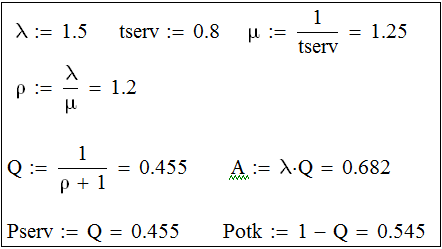 λ := 1.5 tserv := 0.8 μ := 1/tserv = 1.25
ρ := λ/μ = 1.2
Q := 1/(ρ + 1) = 0.455 A := λ·Q = 0.682
Pserv := Q = 0.455 Potk := 1 − Q = 0.545